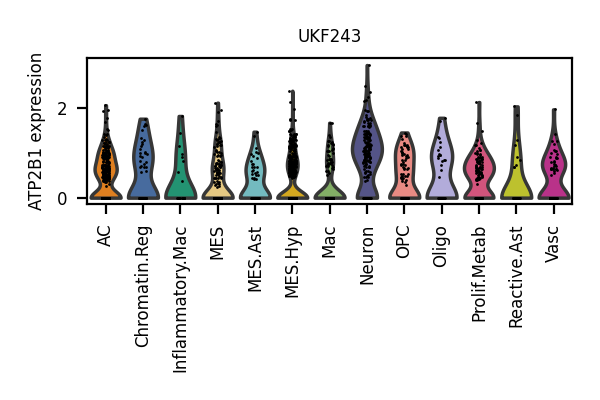 UKF243
ATP2B1 expression
2
0
AC
Chromatin.Reg
Inflammatory.Mac
MES
MES.Ast
MES.Hyp
Mac
Neuron
OPC
Oligo
Prolif.Metab
Reactive.Ast
Vasc